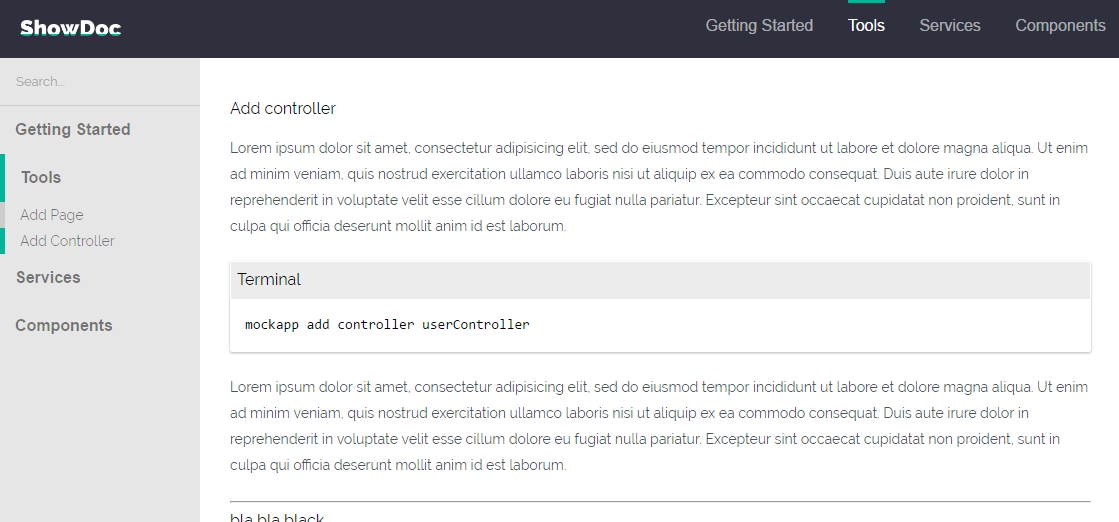 ShowDoc
Getting Started
Tools
Services
Components
Search...
Getting Started
Tools
Add Page
Add Controller
Services
Components
Add controller
Lorem ipsum dolor sit amet, consectetur adipisicing elit, sed do eiusmod tempor incididunt ut labore et dolore magna aliqua. Ut enim
ad minim veniam, quis nostrud exercitation ullamco laboris nisi ut aliquip ex ea commodo consequat. Duis aute irure dolor in
reprehenderit in voluptate velit esse cillum dolore eu fugiat nulla pariatur. Excepteur sint occaecat cupidatat non proident, sunt in
culpa qui officia deserunt mollit anim id est laborum.
Terminal
mockapp add controller userController
Lorem ipsum dolor sit amet, consectetur adipisicing elit, sed do eiusmod tempor incididunt ut labore et dolore magna aliqua. Ut enim
ad minim veniam, quis nostrud exercitation ullamco laboris nisi ut aliquip ex ea commodo consequat. Duis aute irure dolor in
reprehenderit in voluptate velit esse cillum dolore eu fugiat nulla pariatur. Excepteur sint occaecat cupidatat non proident, sunt in
culpa qui officia deserunt mollit anim id est laborum.
bla bla black